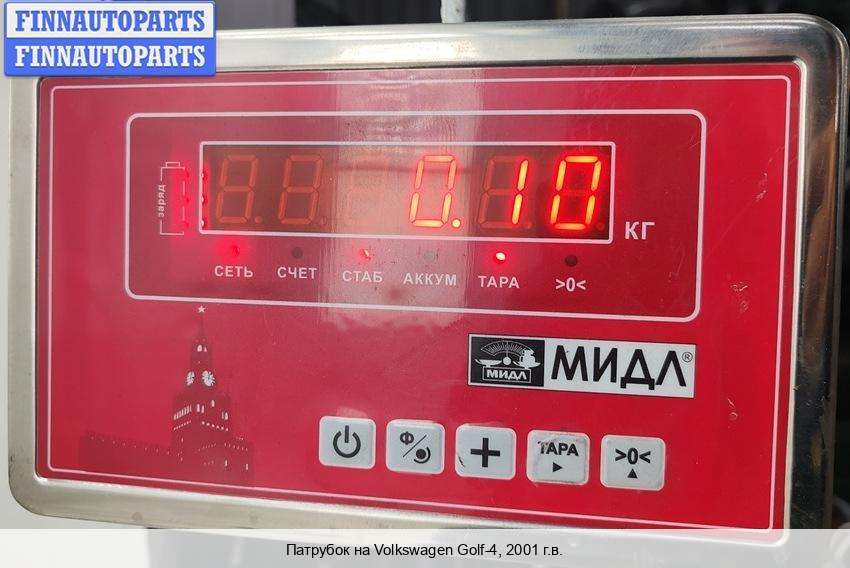 FINNAUTOPARTS
FINNAUTOPARTS
заряд
0.10
КГ
СЕТЬ СЧЕТ СТАБ АККУМ ТАРА >0<
МИДЛ МИДЛ®
Ф ТАРА >0<
Патрубок на Volkswagen Golf-4, 2001 г.в.